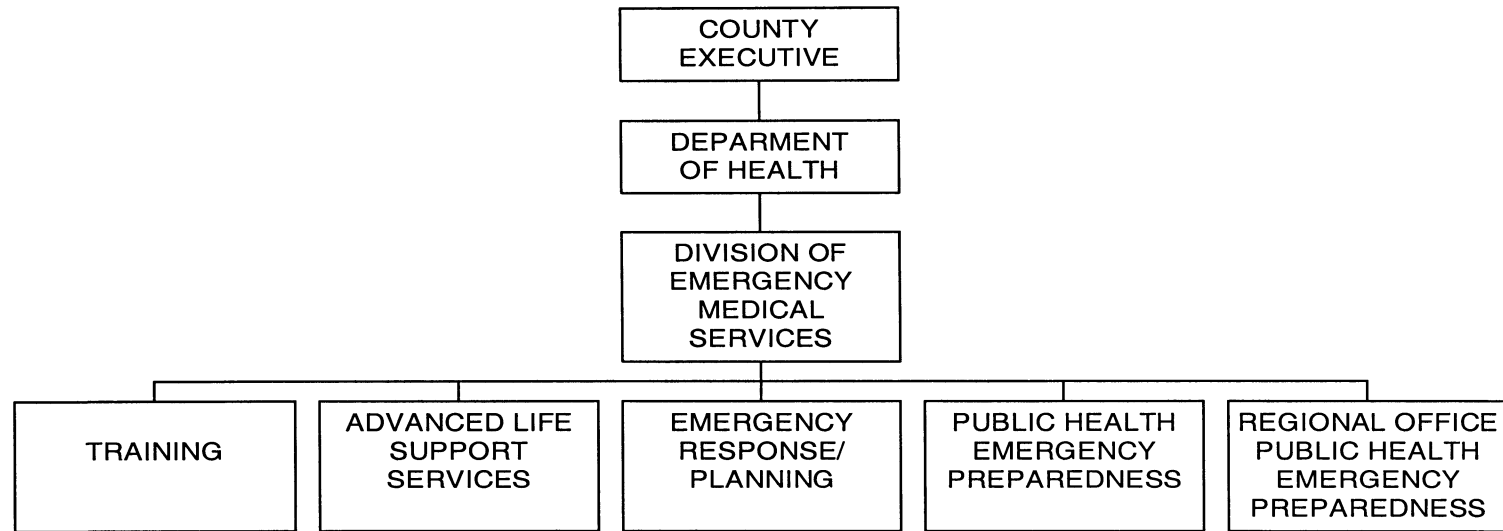 COUNTY
EXECUTIVE
DEPARMENT
OF HEALTH
DIVISION OF
EMERGENCY
MEDICAL
SERVICES
TRAINING
ADVANCED LIFE
SUPPORT
SERVICES
EMERGENCY
RESPONSE/
PLANNING
PUBLIC HEALTH
EMERGENCY
PREPAREDNESS
REGIONAL OFFICE
PUBLIC HEALTH
EMERGENCY
PREPAREDNESS